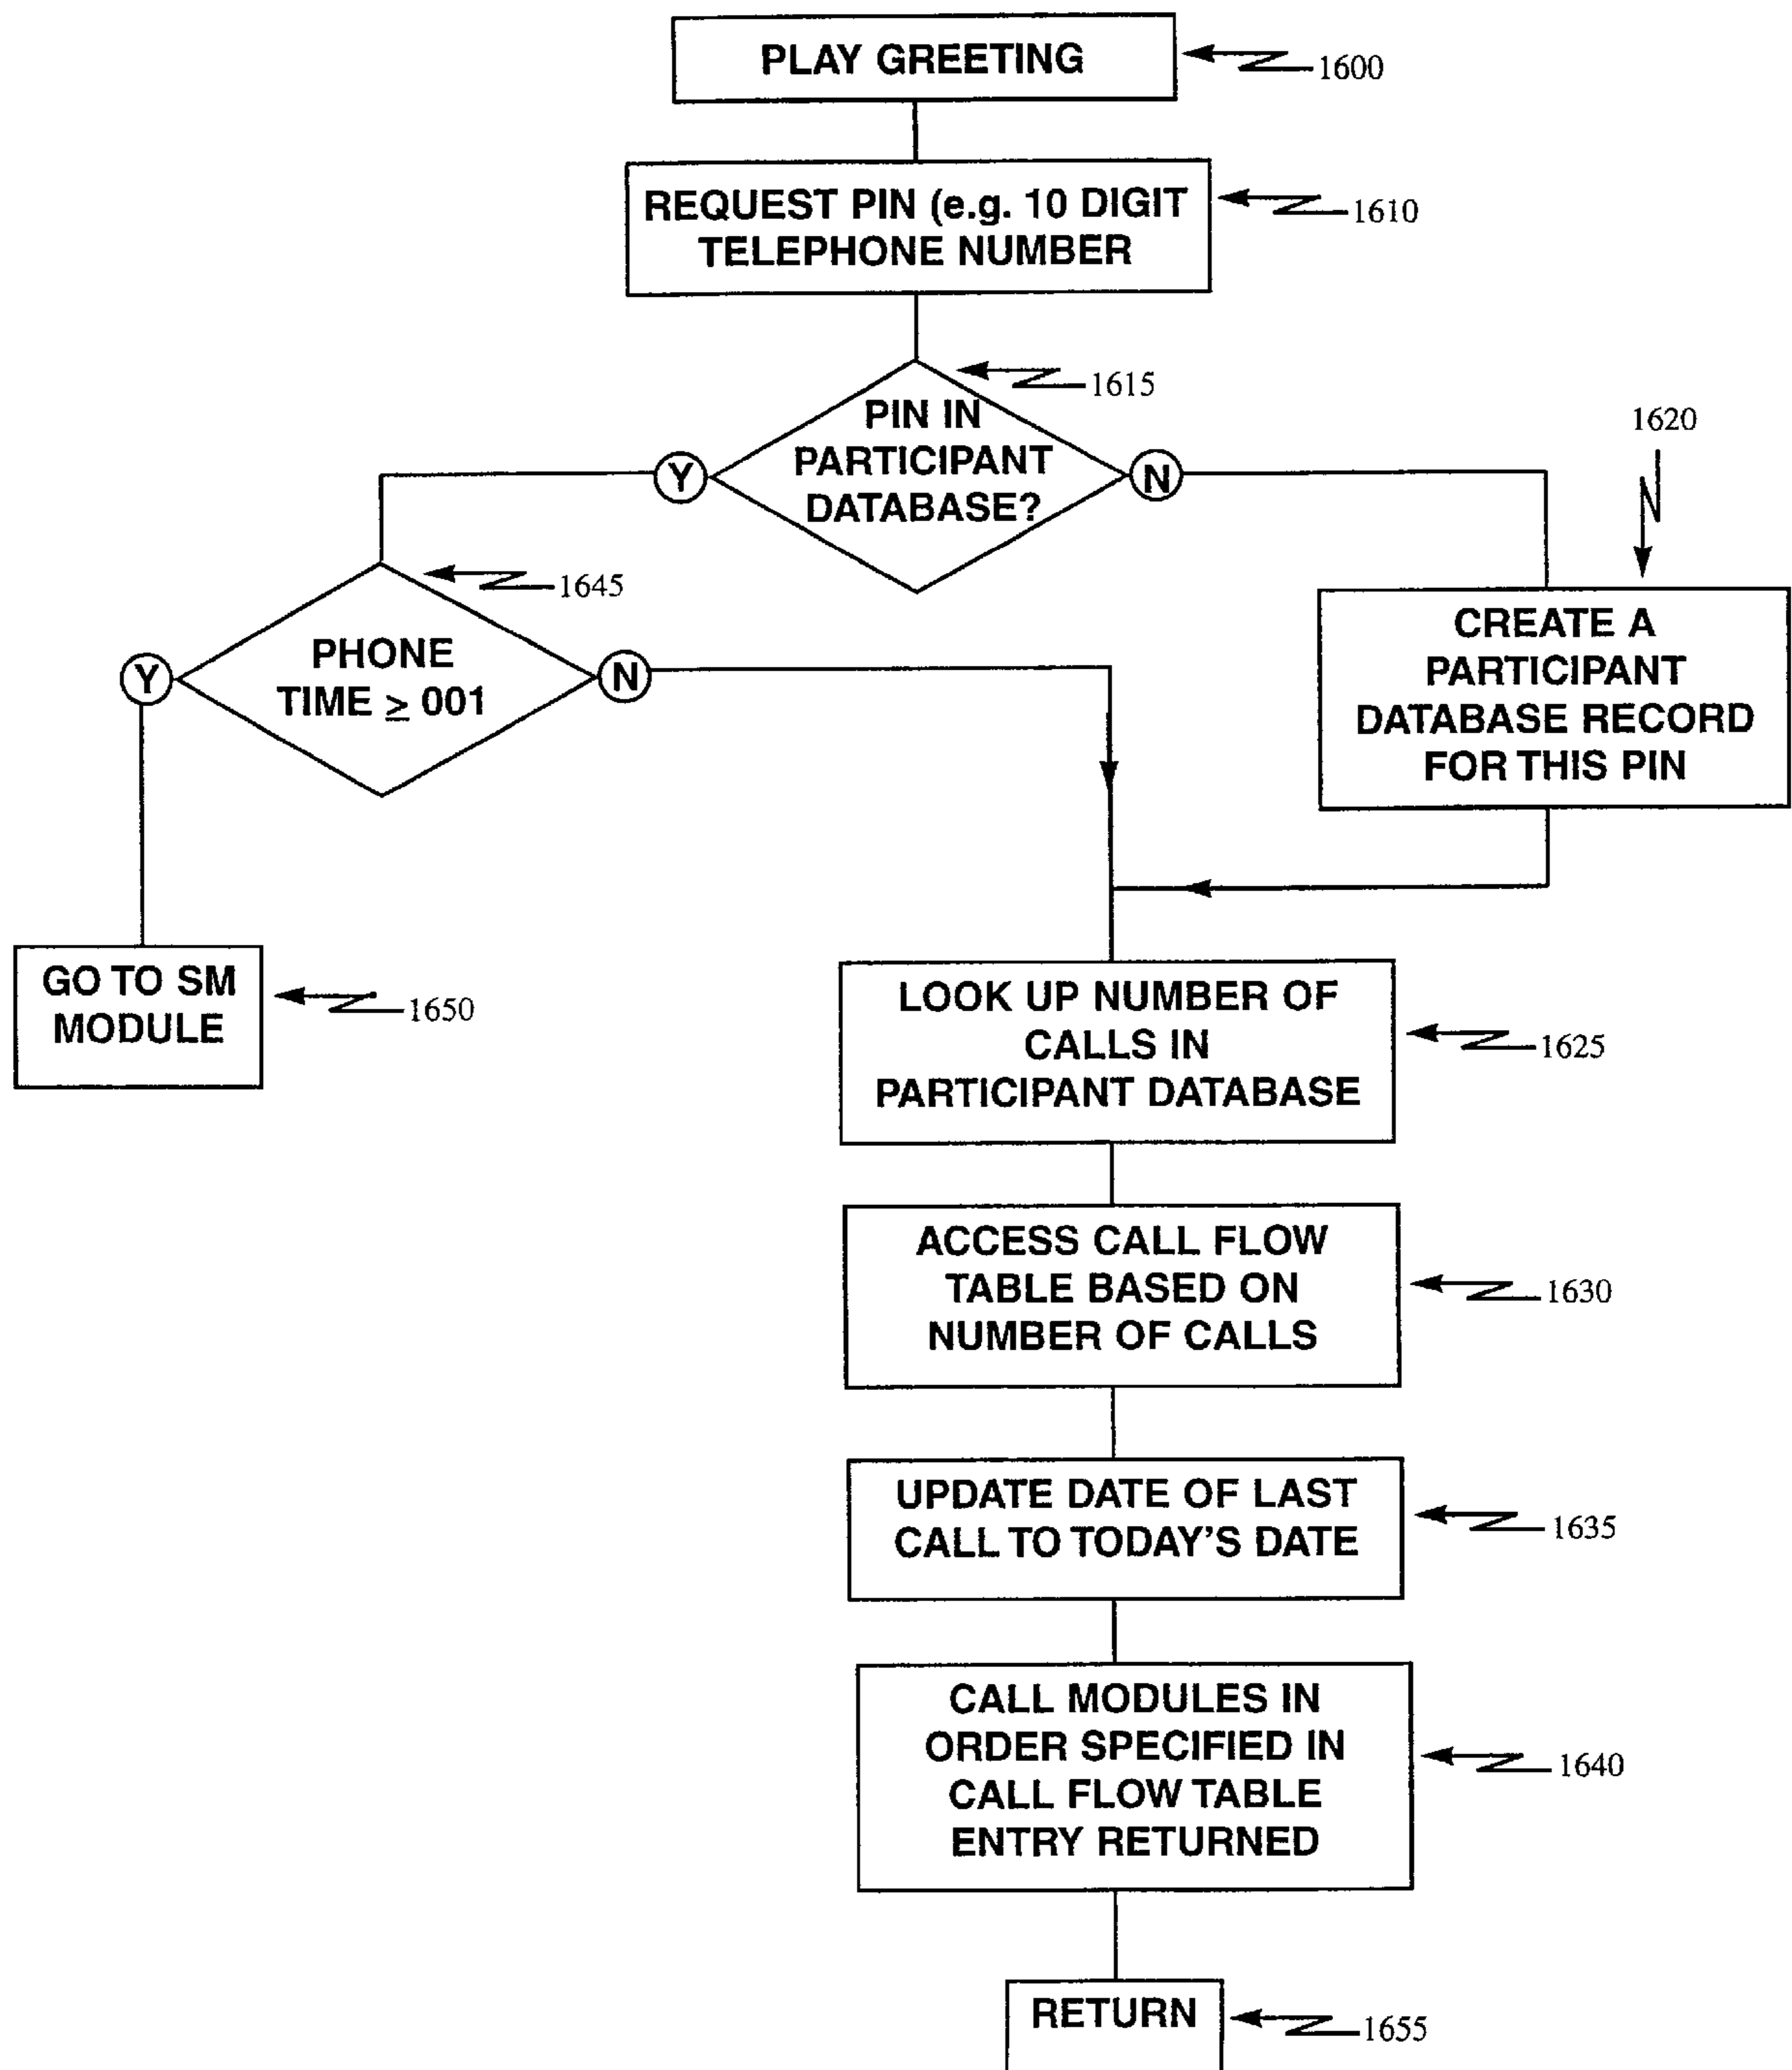 PLAY GREETING
1600
REQUEST PIN (e.g. 10 DIGIT
TELEPHONE NUMBER
1610
1615
PIN IN
PARTICIPANT
DATABASE?
Y
N
1620
1645
PHONE
TIME ≥ 001
Y
N
CREATE A
PARTICIPANT
DATABASE RECORD
FOR THIS PIN
GO TO SM
MODULE
1650
LOOK UP NUMBER OF
CALLS IN
PARTICIPANT DATABASE
1625
ACCESS CALL FLOW
TABLE BASED ON
NUMBER OF CALLS
1630
UPDATE DATE OF LAST
CALL TO TODAY'S DATE
1635
CALL MODULES IN
ORDER SPECIFIED IN
CALL FLOW TABLE
ENTRY RETURNED
1640
RETURN
1655